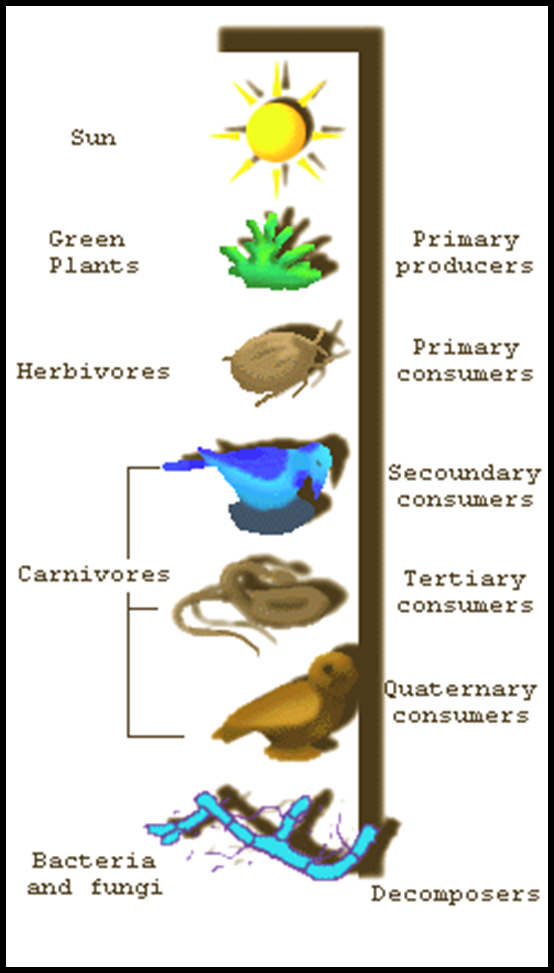 Sun
Green
Plants
Primary
producers
Herbivores
Primary
consumers
Secoundary
consumers
Carnivores
Tertiary
consumers
Quaternary
consumers
Bacteria
and fungi
Decomposers